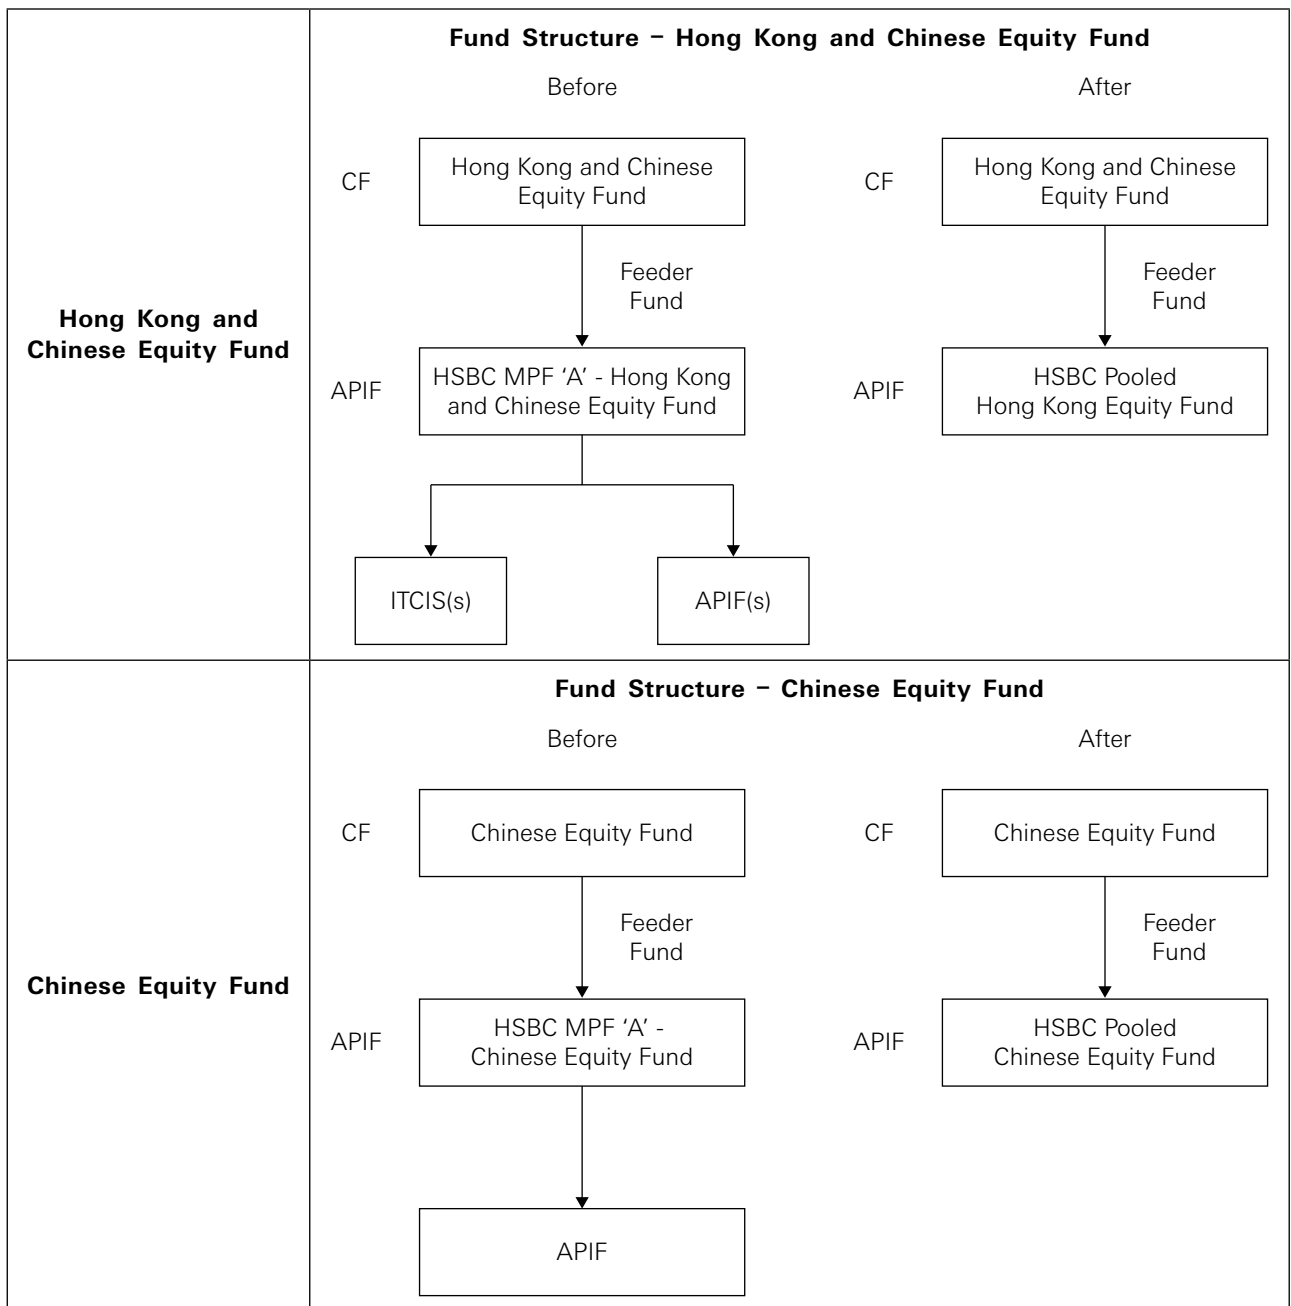 Fund Structure – Hong Kong and Chinese Equity Fund
Before
After
CF
Hong Kong and Chinese
Equity Fund
CF
Hong Kong and Chinese
Equity Fund
Feeder
Fund
Feeder
Fund
Hong Kong and
Chinese Equity Fund
APIF
HSBC MPF ‘A’ - Hong Kong
and Chinese Equity Fund
APIF
HSBC Pooled
Hong Kong Equity Fund
ITCIS(s)
APIF(s)
Fund Structure – Chinese Equity Fund
Before
After
CF
Chinese Equity Fund
CF
Chinese Equity Fund
Feeder
Fund
Feeder
Fund
Chinese Equity Fund
APIF
HSBC MPF ‘A’ -
Chinese Equity Fund
APIF
HSBC Pooled
Chinese Equity Fund
APIF